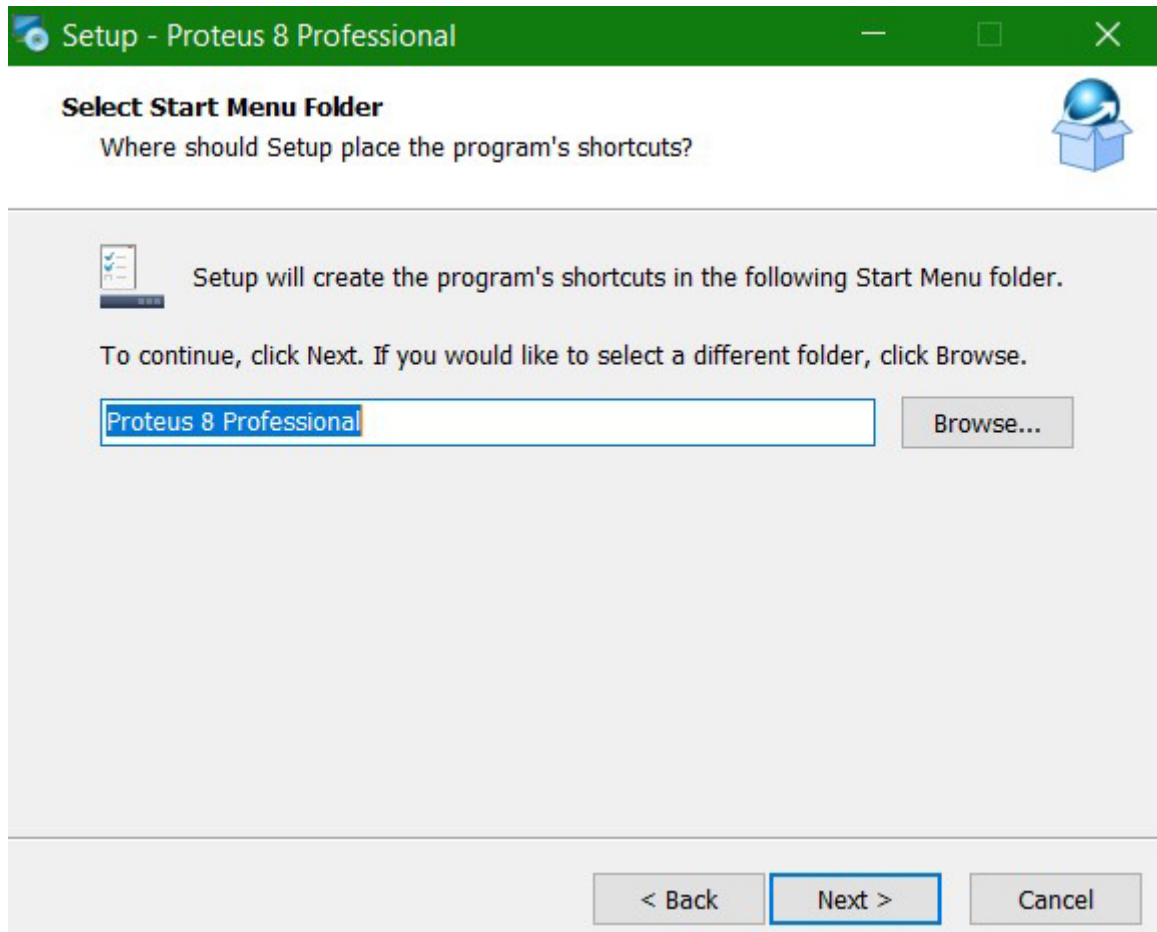 Setup - Proteus 8 Professional
Select Start Menu Folder
Where should Setup place the program's shortcuts?
Setup will create the program's shortcuts in the following Start Menu folder.
To continue, click Next. If you would like to select a different folder, click Browse.
Proteus 8 Professional
Browse...
< Back
Next >
Cancel